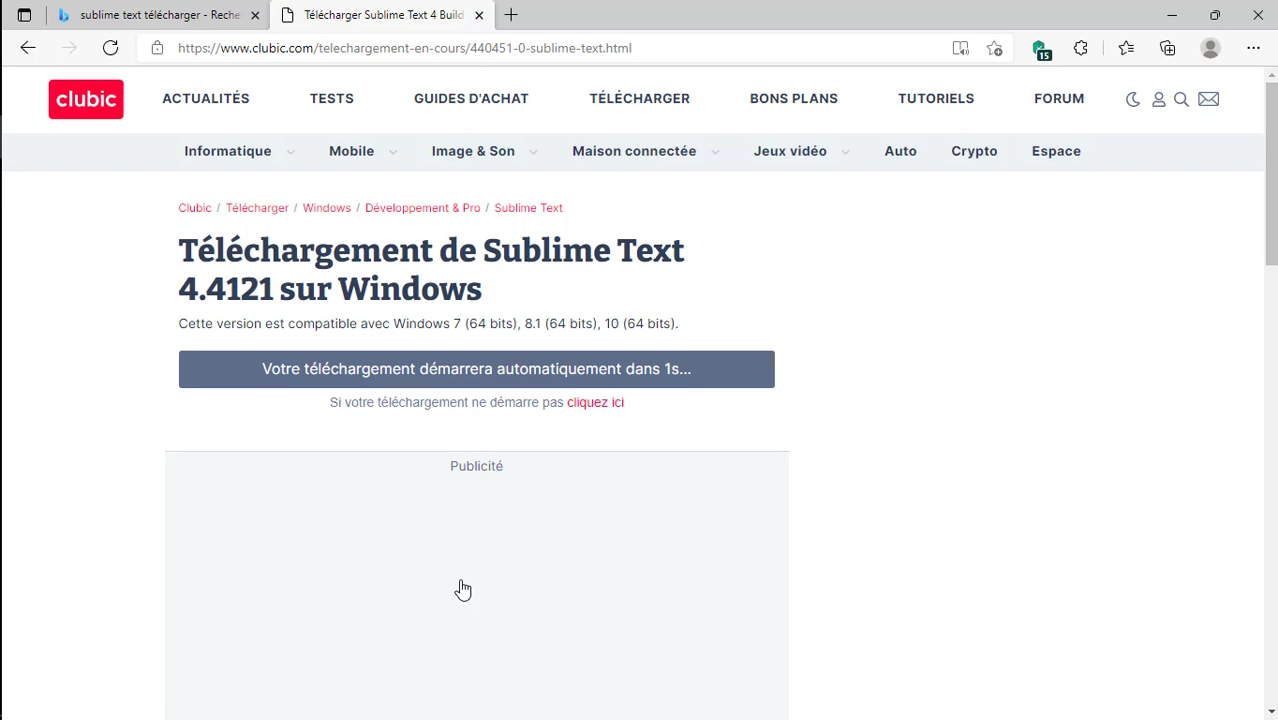 sublime text télécharger - Reche
Télécharger Sublime Text 4 Build
https://www.clubic.com/telechargement-en-cours/440451-0-sublime-text.html
15
clubic
ACTUALITÉS
TESTS
GUIDES D'ACHAT
TÉLÉCHARGER
BONS PLANS
TUTORIELS
FORUM
Informatique
Mobile
Image & Son
Maison connectée
Jeux vidéo
Auto
Crypto
Espace
Clubic / Télécharger / Windows / Développement & Pro / Sublime Text
Téléchargement de Sublime Text
4.4121 sur Windows
Cette version est compatible avec Windows 7 (64 bits), 8.1 (64 bits), 10 (64 bits).
Votre téléchargement démarrera automatiquement dans 1s...
Si votre téléchargement ne démarre pas cliquez ici
Publicité